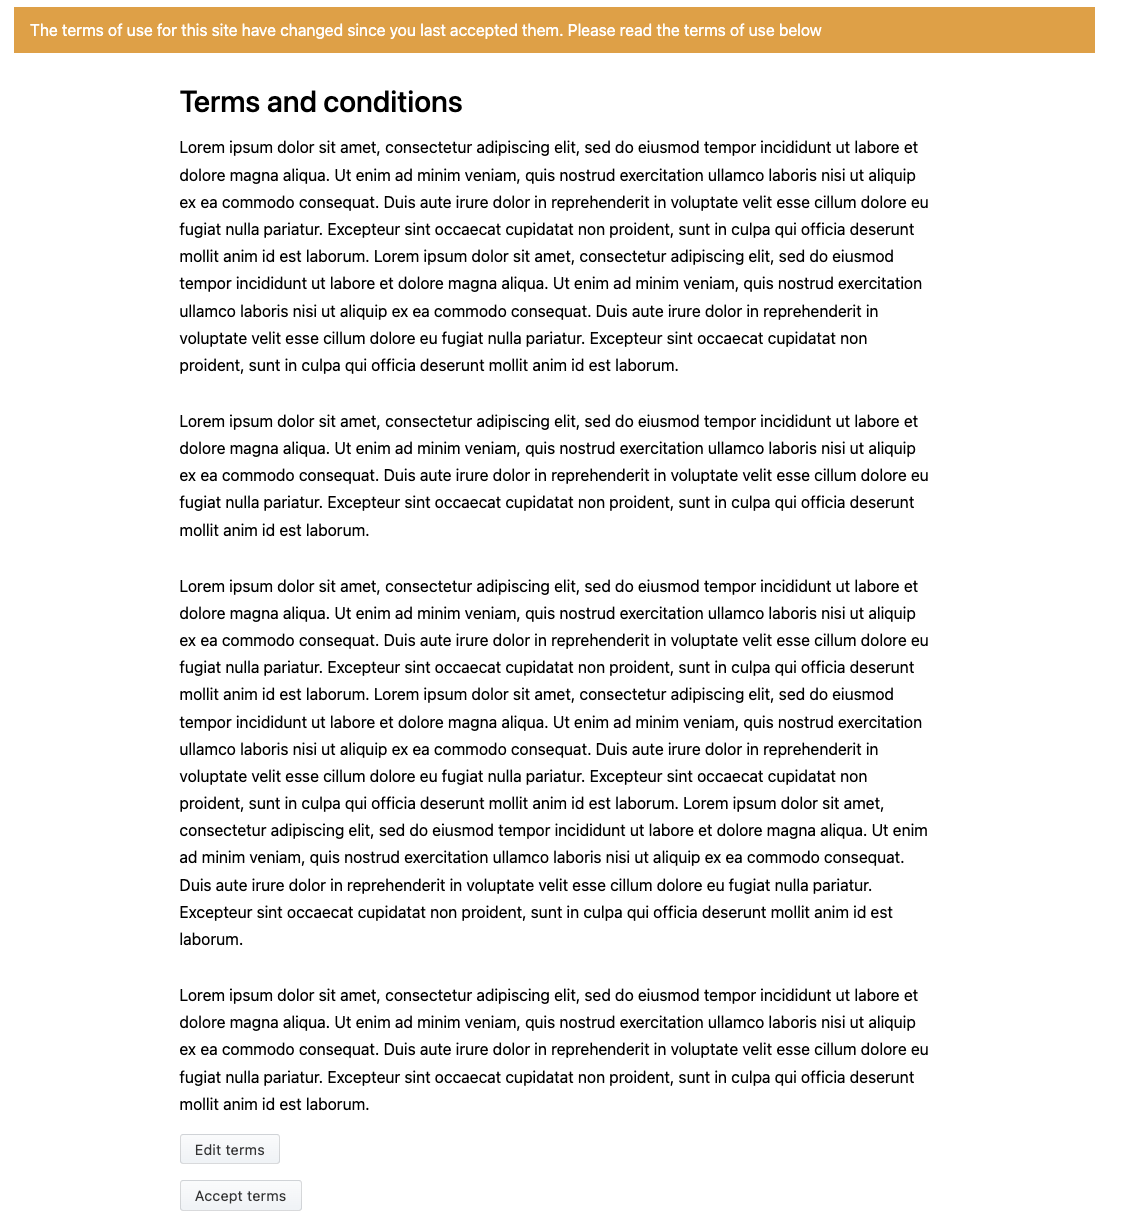 The terms of use for this site have changed since you last accepted them. Please read the terms of use below
Terms and conditions
Lorem ipsum dolor sit amet, consectetur adipiscing elit, sed do eiusmod tempor incididunt ut labore et
dolore magna aliqua. Ut enim ad minim veniam, quis nostrud exercitation ullamco laboris nisi ut aliquip
ex ea commodo consequat. Duis aute irure dolor in reprehenderit in voluptate velit esse cillum dolore eu
fugiat nulla pariatur. Excepteur sint occaecat cupidatat non proident, sunt in culpa qui officia deserunt
mollit anim id est laborum. Lorem ipsum dolor sit amet, consectetur adipiscing elit, sed do eiusmod
tempor incididunt ut labore et dolore magna aliqua. Ut enim ad minim veniam, quis nostrud exercitation
ullamco laboris nisi ut aliquip ex ea commodo consequat. Duis aute irure dolor in reprehenderit in
voluptate velit esse cillum dolore eu fugiat nulla pariatur. Excepteur sint occaecat cupidatat non
proident, sunt in culpa qui officia deserunt mollit anim id est laborum.
Lorem ipsum dolor sit amet, consectetur adipiscing elit, sed do eiusmod tempor incididunt ut labore et
dolore magna aliqua. Ut enim ad minim veniam, quis nostrud exercitation ullamco laboris nisi ut aliquip
ex ea commodo consequat. Duis aute irure dolor in reprehenderit in voluptate velit esse cillum dolore eu
fugiat nulla pariatur. Excepteur sint occaecat cupidatat non proident, sunt in culpa qui officia deserunt
mollit anim id est laborum.
Lorem ipsum dolor sit amet, consectetur adipiscing elit, sed do eiusmod tempor incididunt ut labore et
dolore magna aliqua. Ut enim ad minim veniam, quis nostrud exercitation ullamco laboris nisi ut aliquip
ex ea commodo consequat. Duis aute irure dolor in reprehenderit in voluptate velit esse cillum dolore eu
fugiat nulla pariatur. Excepteur sint occaecat cupidatat non proident, sunt in culpa qui officia deserunt
mollit anim id est laborum. Lorem ipsum dolor sit amet, consectetur adipiscing elit, sed do eiusmod
tempor incididunt ut labore et dolore magna aliqua. Ut enim ad minim veniam, quis nostrud exercitation
ullamco laboris nisi ut aliquip ex ea commodo consequat. Duis aute irure dolor in reprehenderit in
voluptate velit esse cillum dolore eu fugiat nulla pariatur. Excepteur sint occaecat cupidatat non
proident, sunt in culpa qui officia deserunt mollit anim id est laborum. Lorem ipsum dolor sit amet,
consectetur adipiscing elit, sed do eiusmod tempor incididunt ut labore et dolore magna aliqua. Ut enim
ad minim veniam, quis nostrud exercitation ullamco laboris nisi ut aliquip ex ea commodo consequat.
Duis aute irure dolor in reprehenderit in voluptate velit esse cillum dolore eu fugiat nulla pariatur.
Excepteur sint occaecat cupidatat non proident, sunt in culpa qui officia deserunt mollit anim id est
laborum.
Lorem ipsum dolor sit amet, consectetur adipiscing elit, sed do eiusmod tempor incididunt ut labore et
dolore magna aliqua. Ut enim ad minim veniam, quis nostrud exercitation ullamco laboris nisi ut aliquip
ex ea commodo consequat. Duis aute irure dolor in reprehenderit in voluptate velit esse cillum dolore eu
fugiat nulla pariatur. Excepteur sint occaecat cupidatat non proident, sunt in culpa qui officia deserunt
mollit anim id est laborum.
Edit terms
Accept terms